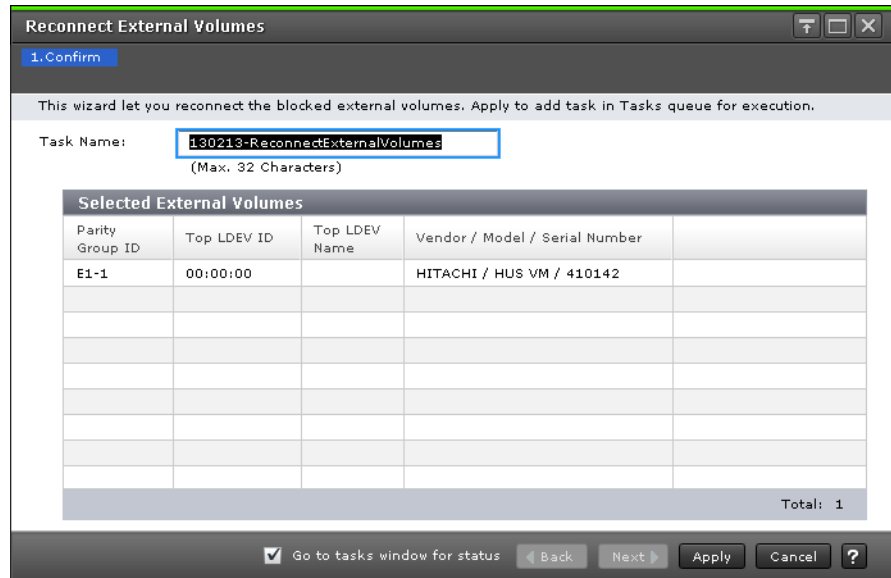 Reconnect External Volumes
1.Confirm
This wizard let you reconnect the blocked external volumes. Apply to add task in Tasks queue for execution.
Task Name: 130213-ReconnectExternalVolumes
(Max. 32 Characters)
Selected External Volumes
Parity Group ID Top LDEV ID Top LDEV Name Vendor / Model / Serial Number
E1-1 00:00:00 HITACHI / HUS VM / 410142
Total: 1
Go to tasks window for status Back Next Apply Cancel ?